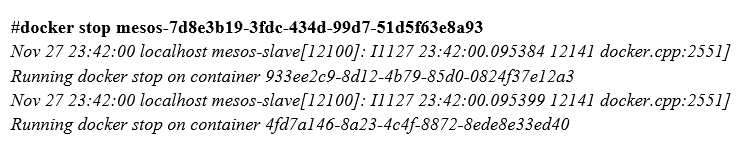 #docker stop mesos-7d8e3b19-3fdc-434d-99d7-51d5f63e8a93
Nov 27 23:42:00 localhost mesos-slave[12100]: I1127 23:42:00.095384 12141 docker.cpp:2551]
Running docker stop on container 933ee2c9-8d12-4b79-85d0-0824f37e12a3
Nov 27 23:42:00 localhost mesos-slave[12100]: I1127 23:42:00.095399 12141 docker.cpp:2551]
Running docker stop on container 4fd7a146-8a23-4c4f-8872-8ede8e33ed40